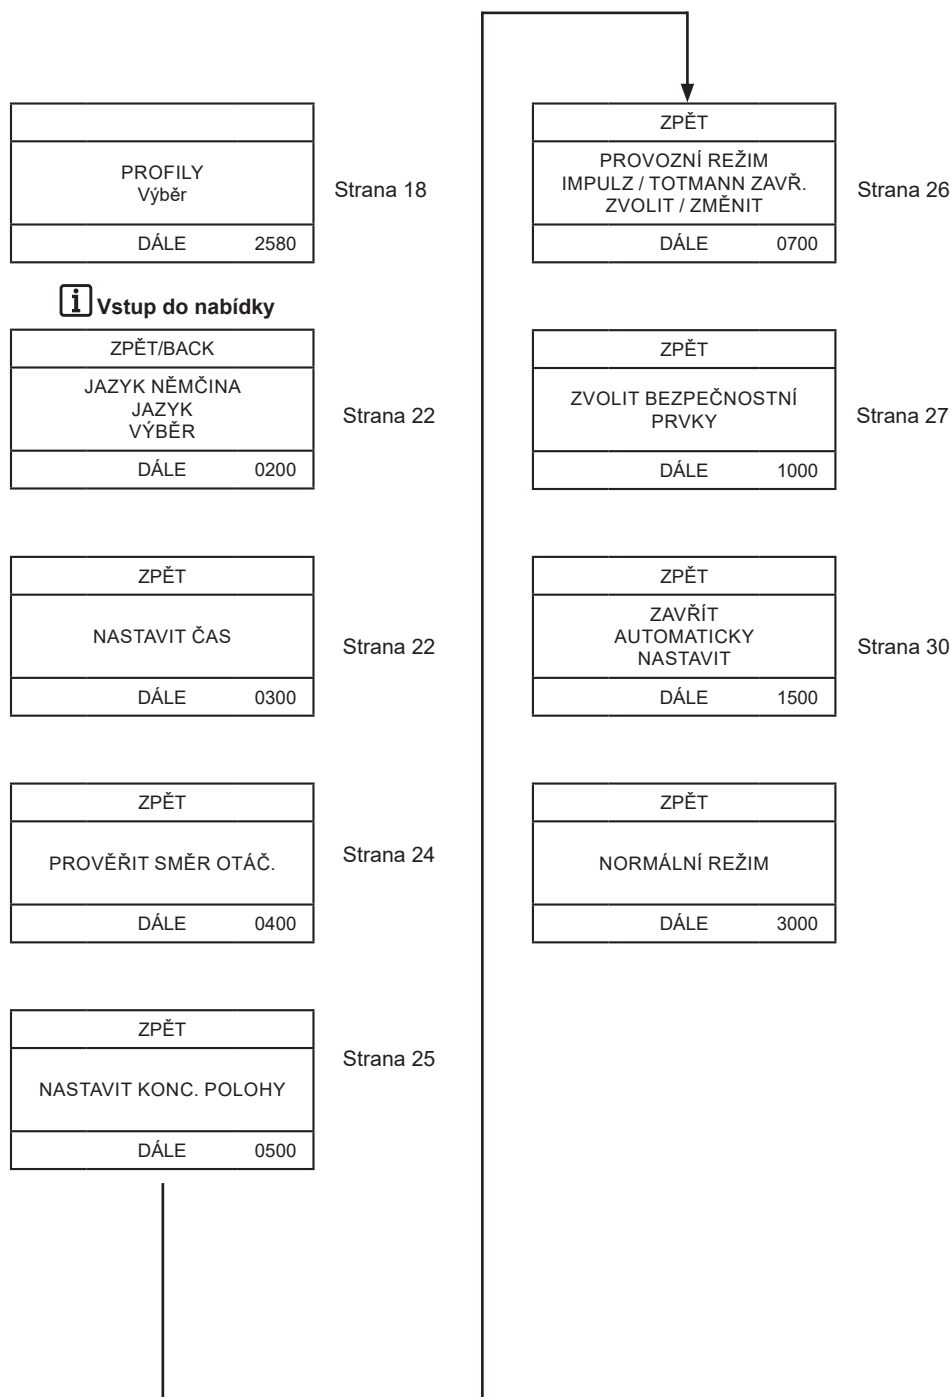 PROFILY
Výběr
DÁLE 2580
Strana 18
i Vstup do nabídky
ZPĚT/BACK
JAZYK NĚMČINA
JAZYK
VÝBĚR
DÁLE 0200
Strana 22
ZPĚT
NASTAVIT ČAS
DÁLE 0300
Strana 22
ZPĚT
PROVĚŘIT SMĚR OTÁČ.
DÁLE 0400
Strana 24
ZPĚT
NASTAVIT KONC. POLOHY
DÁLE 0500
Strana 25
ZPĚT
PROVOZNÍ REŽIM
IMPULZ / TOTMANN ZAVŘ.
ZVOLIT / ZMĚNIT
DÁLE 0700
Strana 26
ZPĚT
ZVOLIT BEZPEČNOSTNÍ
PRVKY
DÁLE 1000
Strana 27
ZPĚT
ZAVŘÍT
AUTOMATICKY
NASTAVIT
DÁLE 1500
Strana 30
ZPĚT
NORMÁLNÍ REŽIM
DÁLE 3000